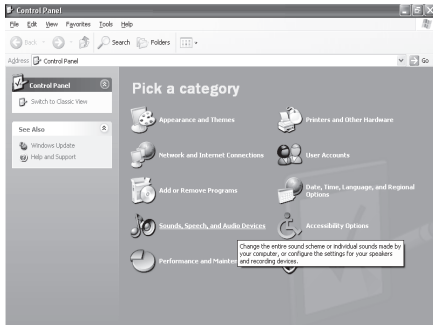 Control Panel
File Edit View Favorites Tools Help
Back Search Folders
Address Control Panel Go
Control Panel
Switch to Classic View
See Also
Windows Update
Help and Support
Pick a category
Appearance and Themes
Printers and Other Hardware
Network and Internet Connections
User Accounts
Add or Remove Programs
Date, Time, Language, and Regional
Options
Sounds, Speech, and Audio Devices
Accessibility Options
Performance and Mainten
Change the entire sound scheme or individual sounds made by
your computer, or configure the settings for your speakers
and recording devices.